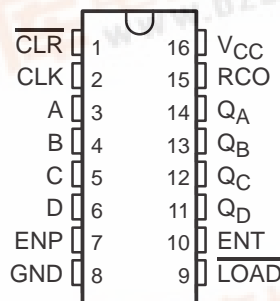 CLR 1 16 VCC
CLK 2 15 RCO
A 3 14 QA
B 4 13 QB
C 5 12 QC
D 6 11 QD
ENP 7 10 ENT
GND 8 9 LOAD